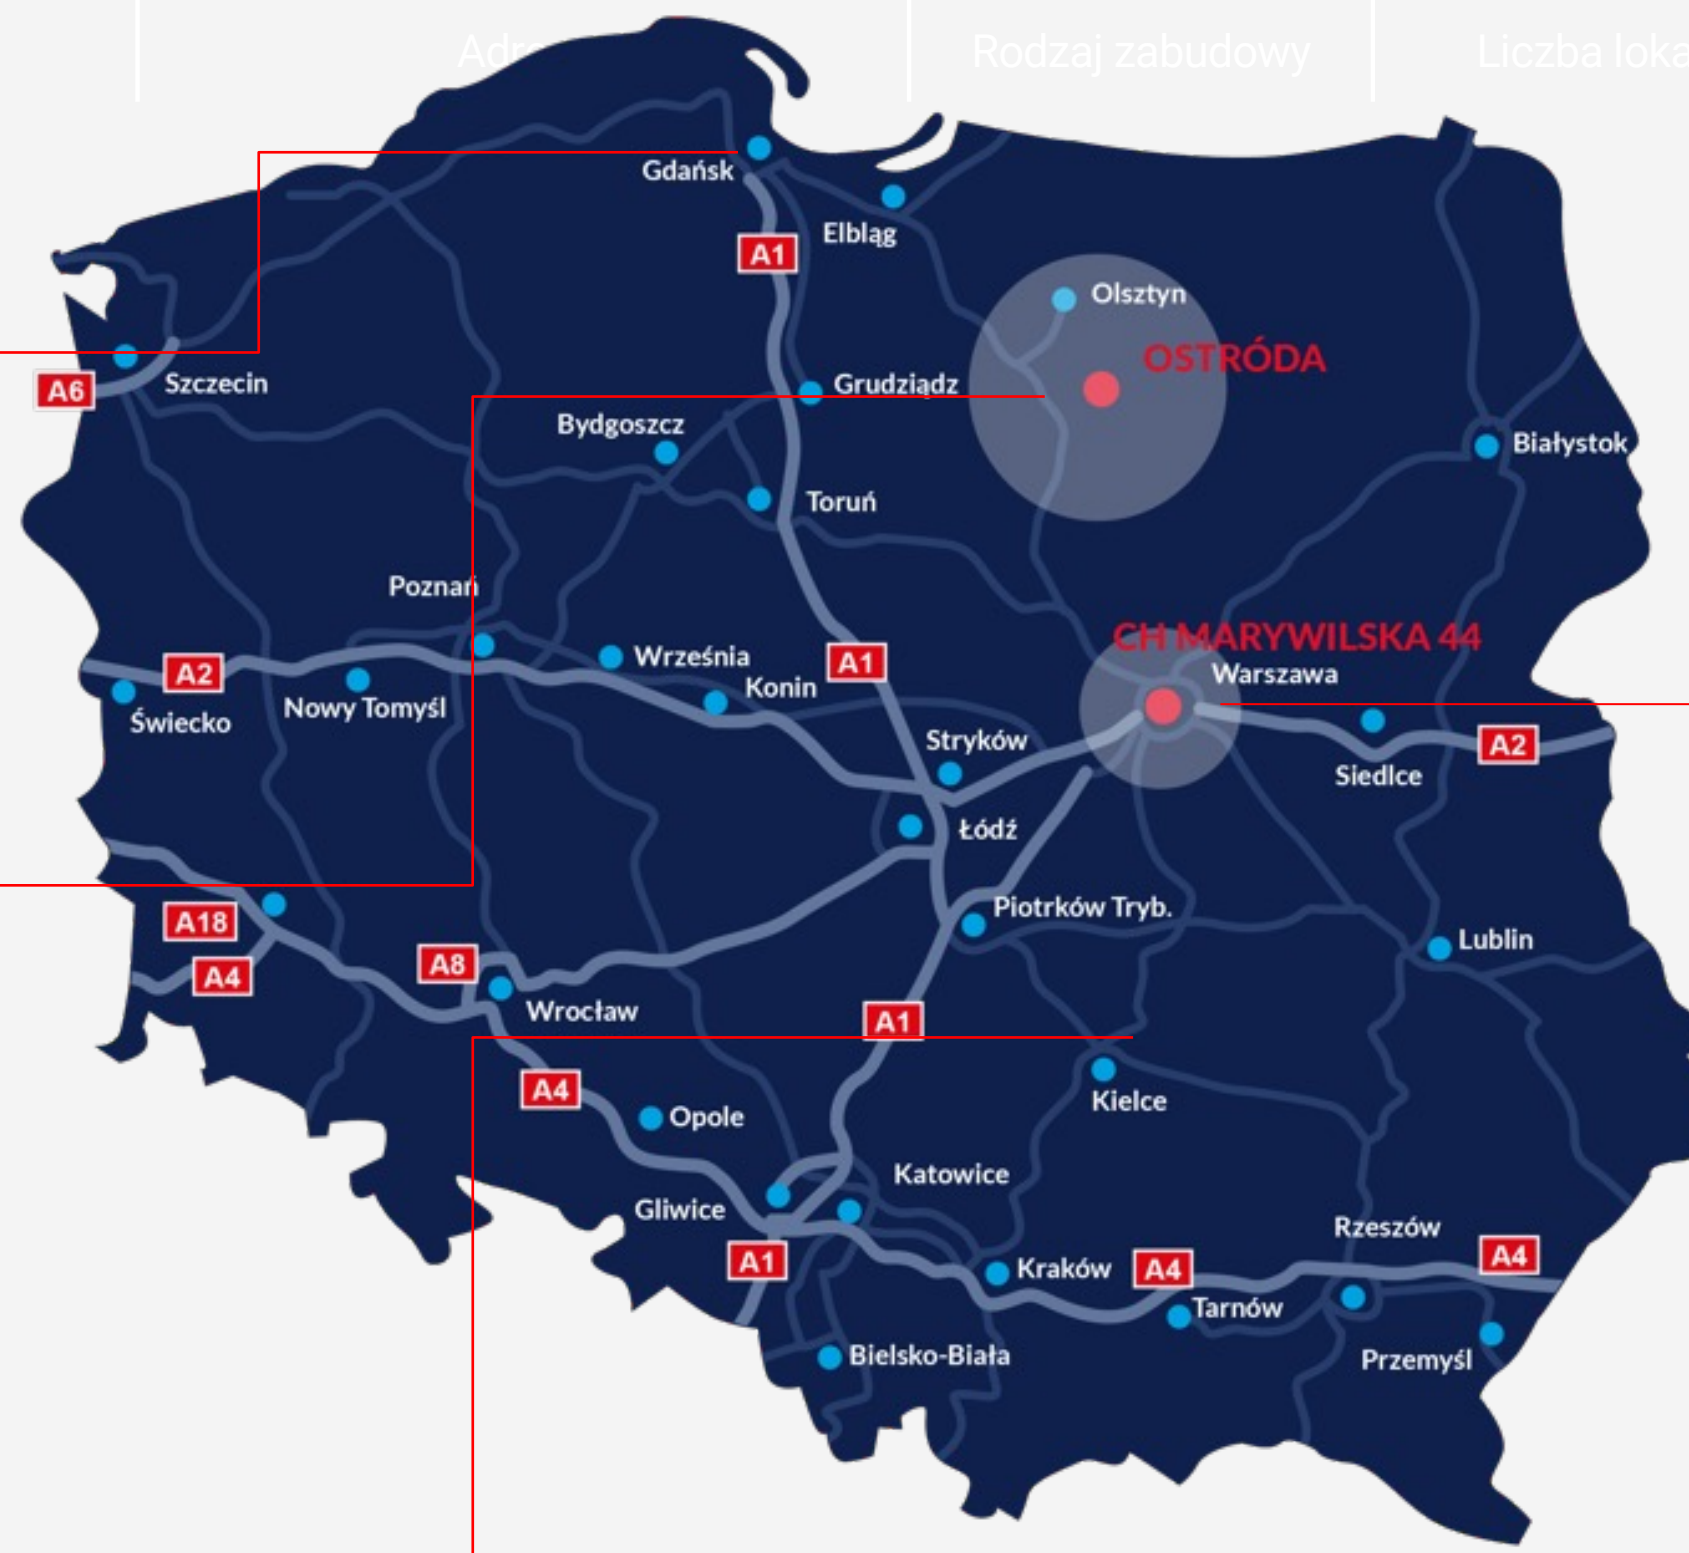 Rodzaj zabudowy
Gdańsk
A1
Elbląg
Olsztyn
OSTRÓDA
Szczecin
A6
Grudziądz
Bydgoszcz
Białystok
Toruń
Poznań
CH MARYWILSKA 44
Września
A1
A2
Warszawa
Konin
Nowy Tomyśl
Świecko
Stryków
A2
Siedlce
Łódź
Piotrków Tryb.
A18
Lublin
A8
A4
Wrocław
A1
A4
Kielce
Opole
Katowice
Gliwice
Rzeszów
A1
Kraków
A4
A4
Tarnów
Bielsko-Biała
Przemyśl
Liczba